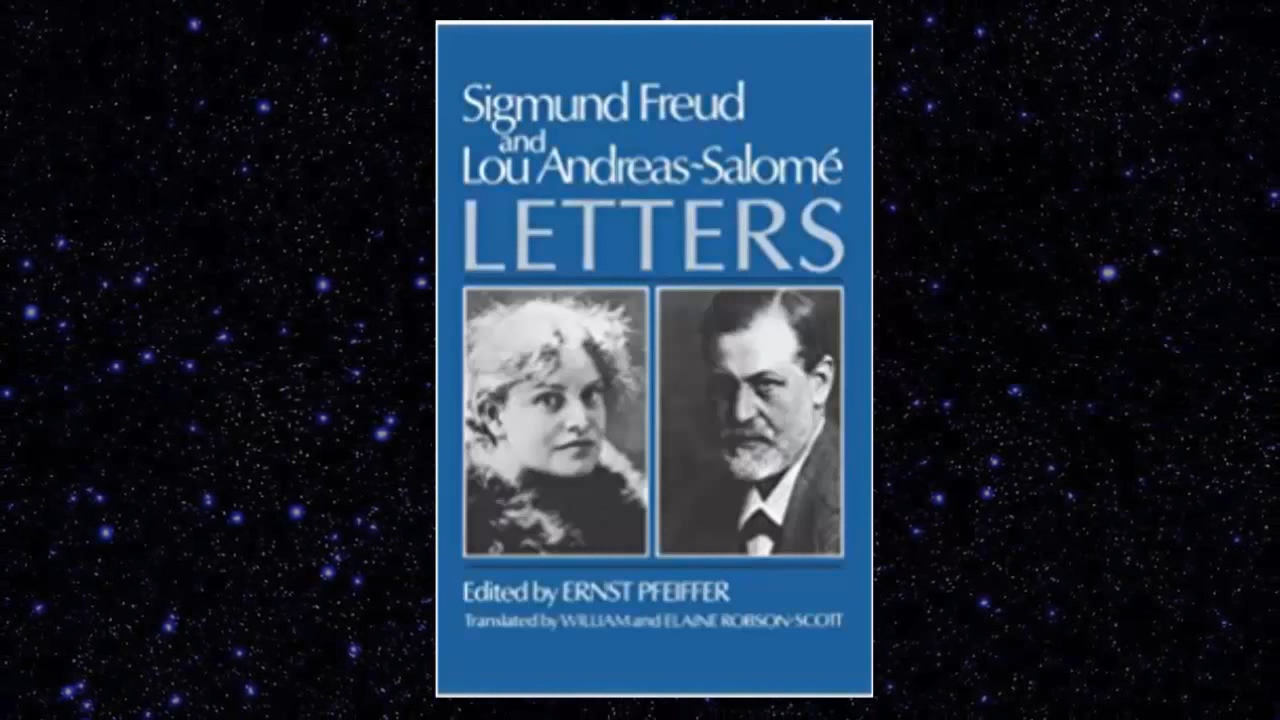 Sigmund Freud
and
Lou Andreas-Salomé
LETTERS
Edited by ERNST PFEIFFER
Translated by WILLIAM and ELAINE ROBSON-SCOTT